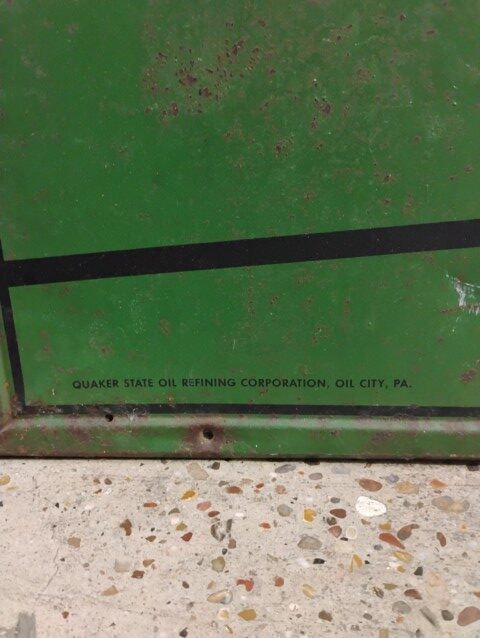 QUAKER STATE OIL REFINING CORPORATION, OIL CITY, PA.